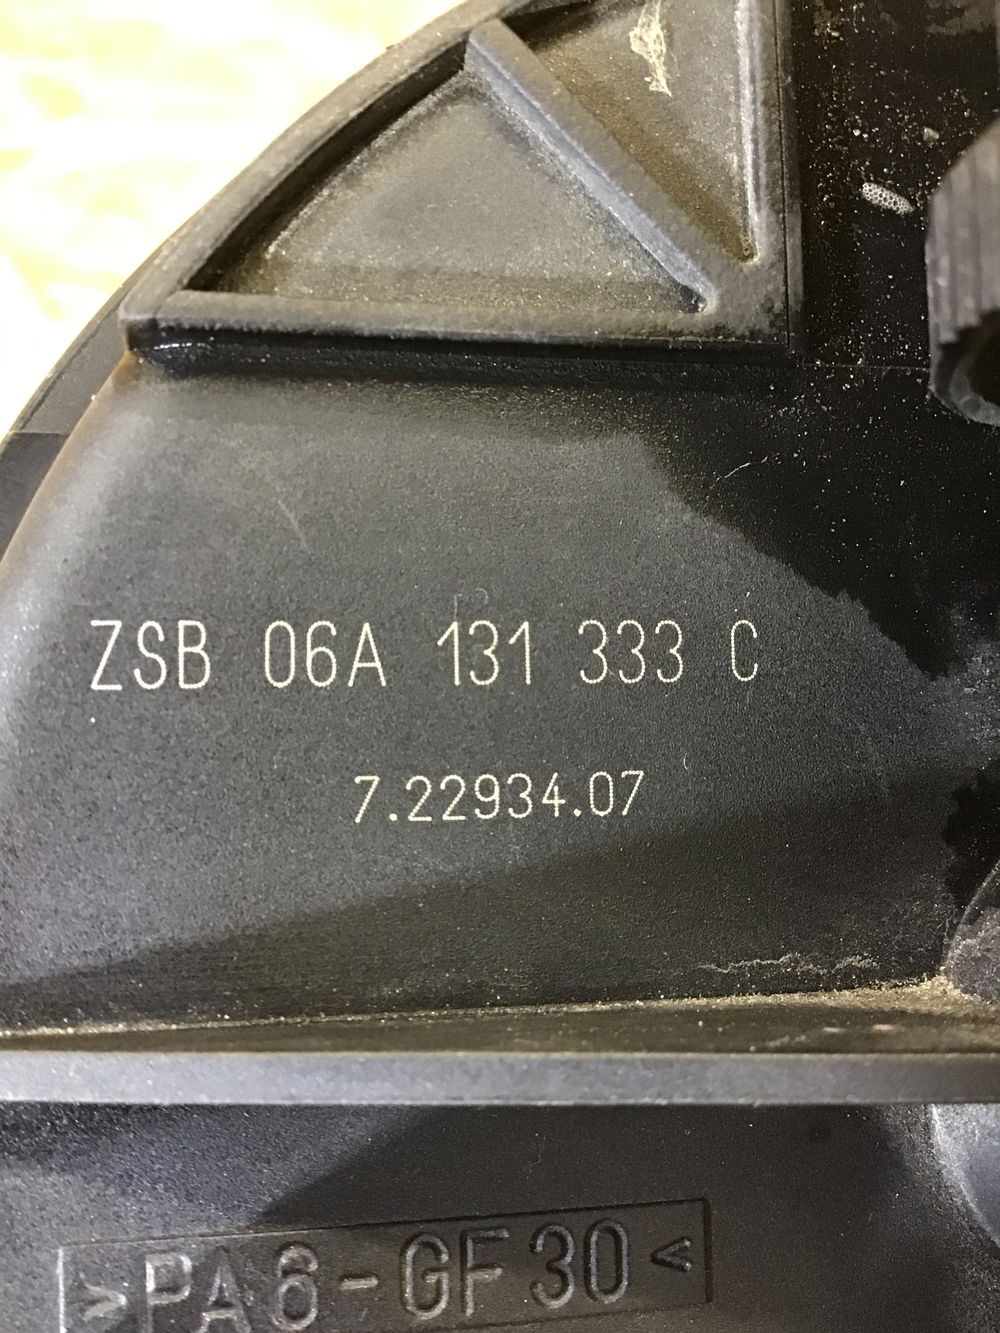 ZSB 06A 131 333 C
7.22934.07
>PA6-GF30<